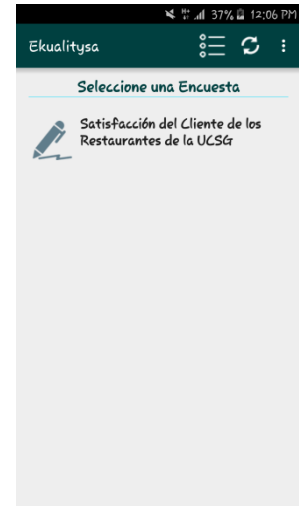 37% 12:06 PM
Ekualitysa
Seleccione una Encuesta
Satisfacción del Cliente de los
Restaurantes de la UCSG